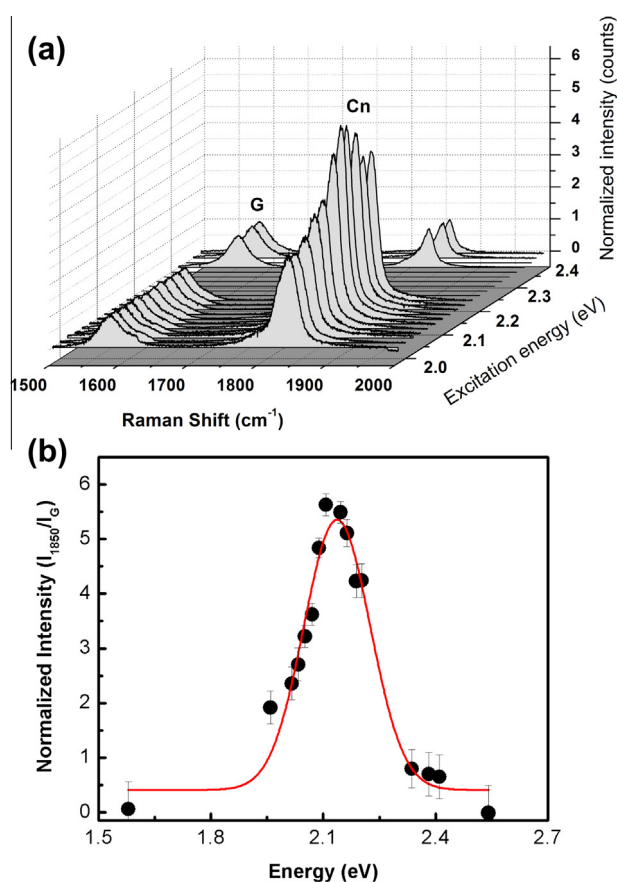 (a)
Cn
G
6
5
4
3
2
1
0
Normalized intensity (counts)
2.4
2.3
2.2
2.1
2.0
Excitation energy (eV)
1500 1600 1700 1800 1900 2000
Raman Shift (cm⁻¹)
(b)
6
5
4
3
2
1
0
Normalized Intensity (I₁₈₅₀/I_G)
1.5 1.8 2.1 2.4 2.7
Energy (eV)